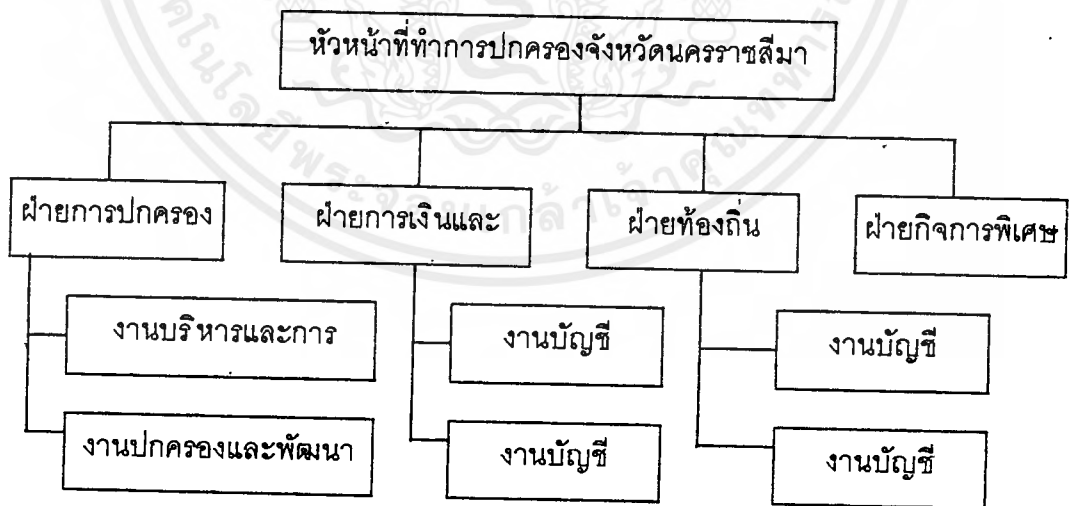 หัวหน้าที่ทำการปกครองจังหวัดนครราชสีมา
ฝ่ายการปกครอง
ฝ่ายการเงินและ
ฝ่ายท้องถิ่น
ฝ่ายกิจการพิเศษ
งานบริหารและการ
งานบัญชี
งานบัญชี
งานปกครองและพัฒนา
งานบัญชี
งานบัญชี